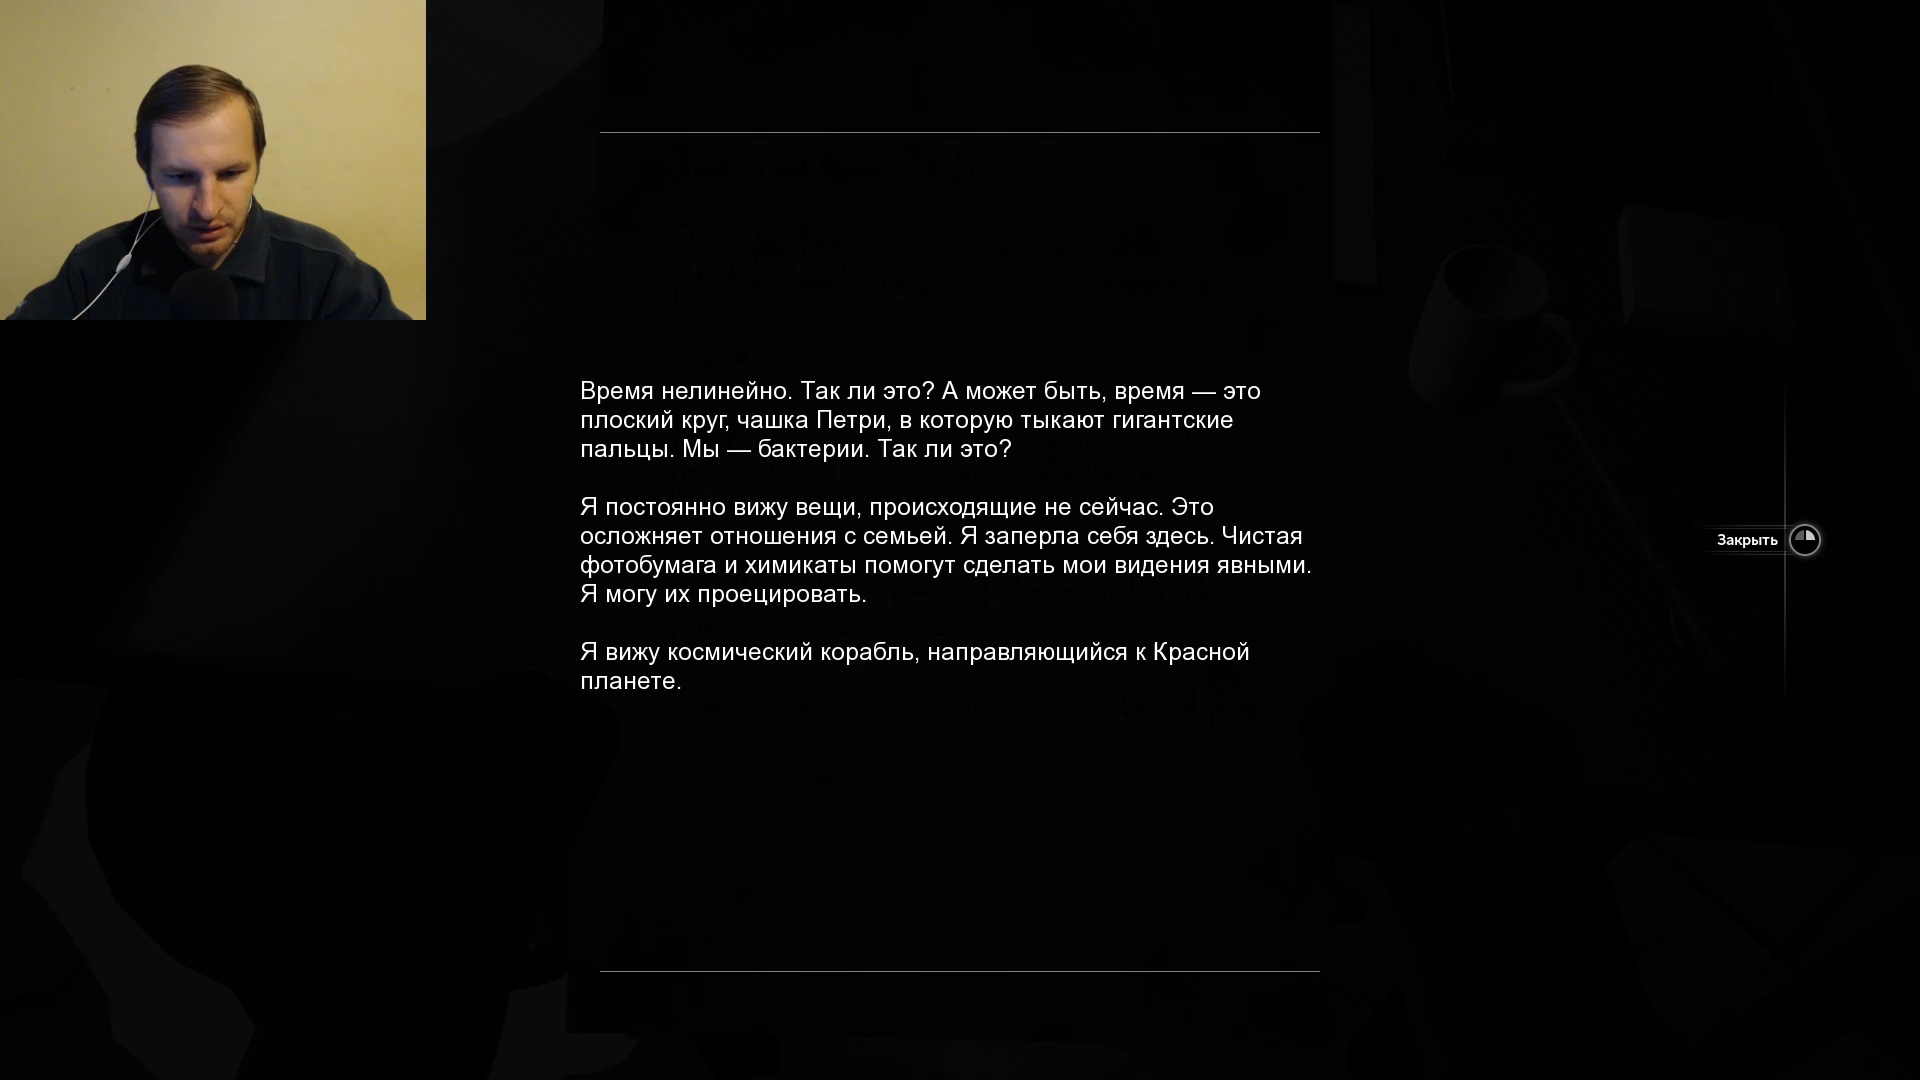 Время нелинейно. Так ли это? А может быть, время — это
плоский круг, чашка Петри, в которую тыкают гигантские
пальцы. Мы — бактерии. Так ли это?
Я постоянно вижу вещи, происходящие не сейчас. Это
осложняет отношения с семьей. Я заперла себя здесь. Чистая
фотобумага и химикаты помогут сделать мои видения явными.
Я могу их проецировать.
Я вижу космический корабль, направляющийся к Красной
планете.
Закрыть